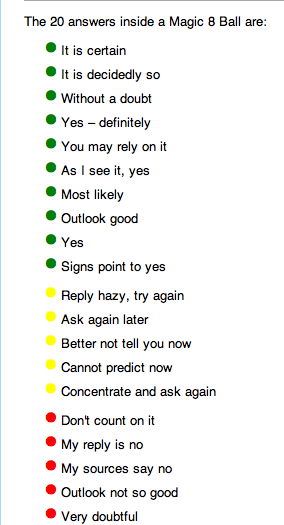 The 20 answers inside a Magic 8 Ball are:
It is certain
It is decidedly so
Without a doubt
Yes – definitely
You may rely on it
As I see it, yes
Most likely
Outlook good
Yes
Signs point to yes
Reply hazy, try again
Ask again later
Better not tell you now
Cannot predict now
Concentrate and ask again
Don't count on it
My reply is no
My sources say no
Outlook not so good
Very doubtful